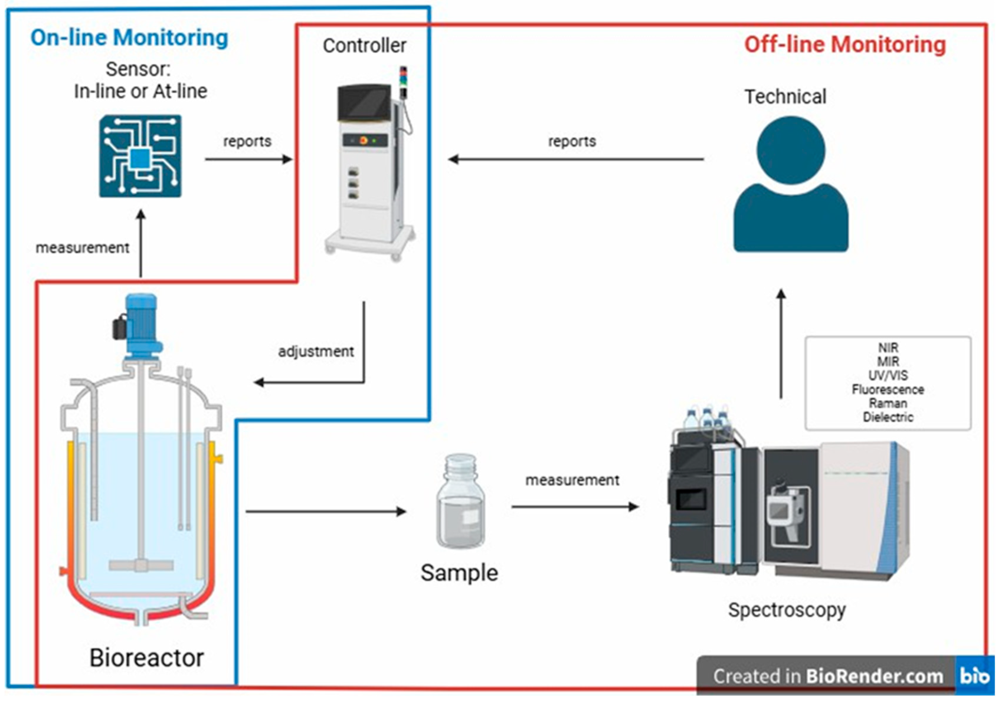 On-line Monitoring
Sensor:
In-line or At-line
reports
measurement
Controller
adjustment
Bioreactor
Off-line Monitoring
Technical
reports
NIR
MIR
UV/VIS
Fluorescence
Raman
Dielectric
measurement
Sample
Spectroscopy
Created in BioRender.com bio